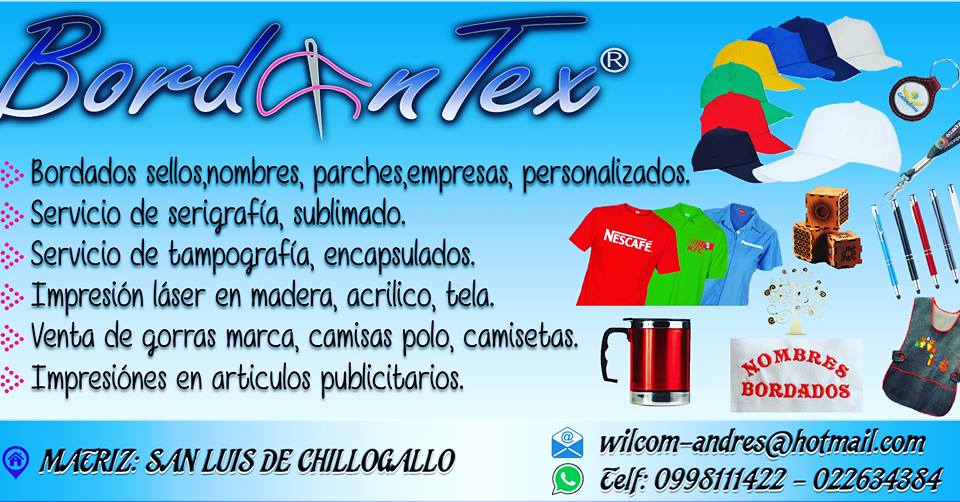 BordanTex®
Bordados sellos,nombres, parches,empresas, personalizados.
Servicio de serigrafía, sublimado.
Servicio de tampografía, encapsulados.
Impresión láser en madera, acrilico, tela.
Venta de gorras marca, camisas polo, camisetas.
Impresiónes en articulos publicitarios.
NESCAFÉ
KFC
NOMBRES
BORDADOS
MATRIZ: SAN LUIS DE CHILLOGALLO
wilcom-andres@hotmail.com
Telf: 0998111422 - 022634384